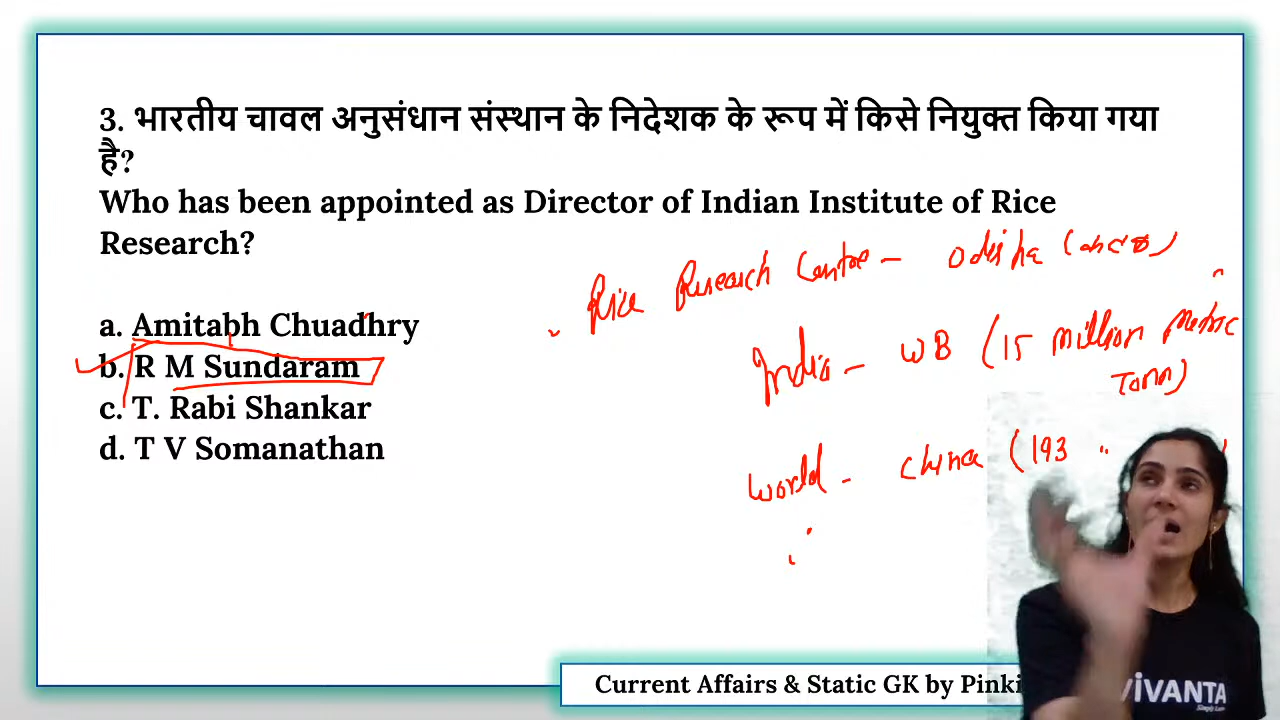 3. भारतीय चावल अनुसंधान संस्थान के निदेशक के रूप में किसे नियुक्त किया गया
है?
Who has been appointed as Director of Indian Institute of Rice
Research?
a. Amitabh Chuadhry
b. R M Sundaram
c. T. Rabi Shankar
d. T V Somanathan
Rice Research Centre - Odisha (कटक)
India - WB (15 million Metric
Tonn)
World - China (193
Current Affairs & Static GK by Pinki
VIVANTA